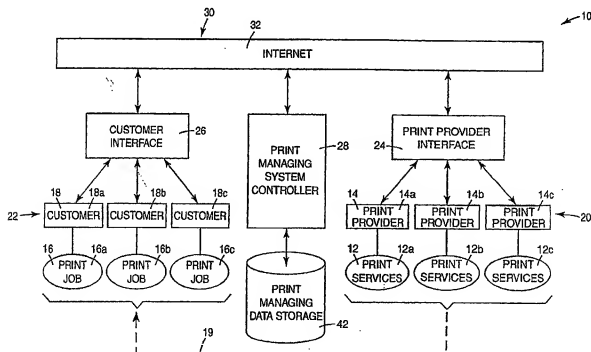 10
30
32
INTERNET
CUSTOMER
INTERFACE
26
PRINT
MANAGING
SYSTEM
CONTROLLER
28
24
PRINT PROVIDER
INTERFACE
18 18a 18b 18c
22 CUSTOMER CUSTOMER CUSTOMER
14 14a 14b 14c
PRINT PROVIDER PRINT PROVIDER PRINT PROVIDER 20
16 16a 16b 16c
PRINT JOB PRINT JOB PRINT JOB
12 12a 12b 12c
PRINT SERVICES PRINT SERVICES PRINT SERVICES
PRINT
MANAGING
DATA STORAGE
42
19